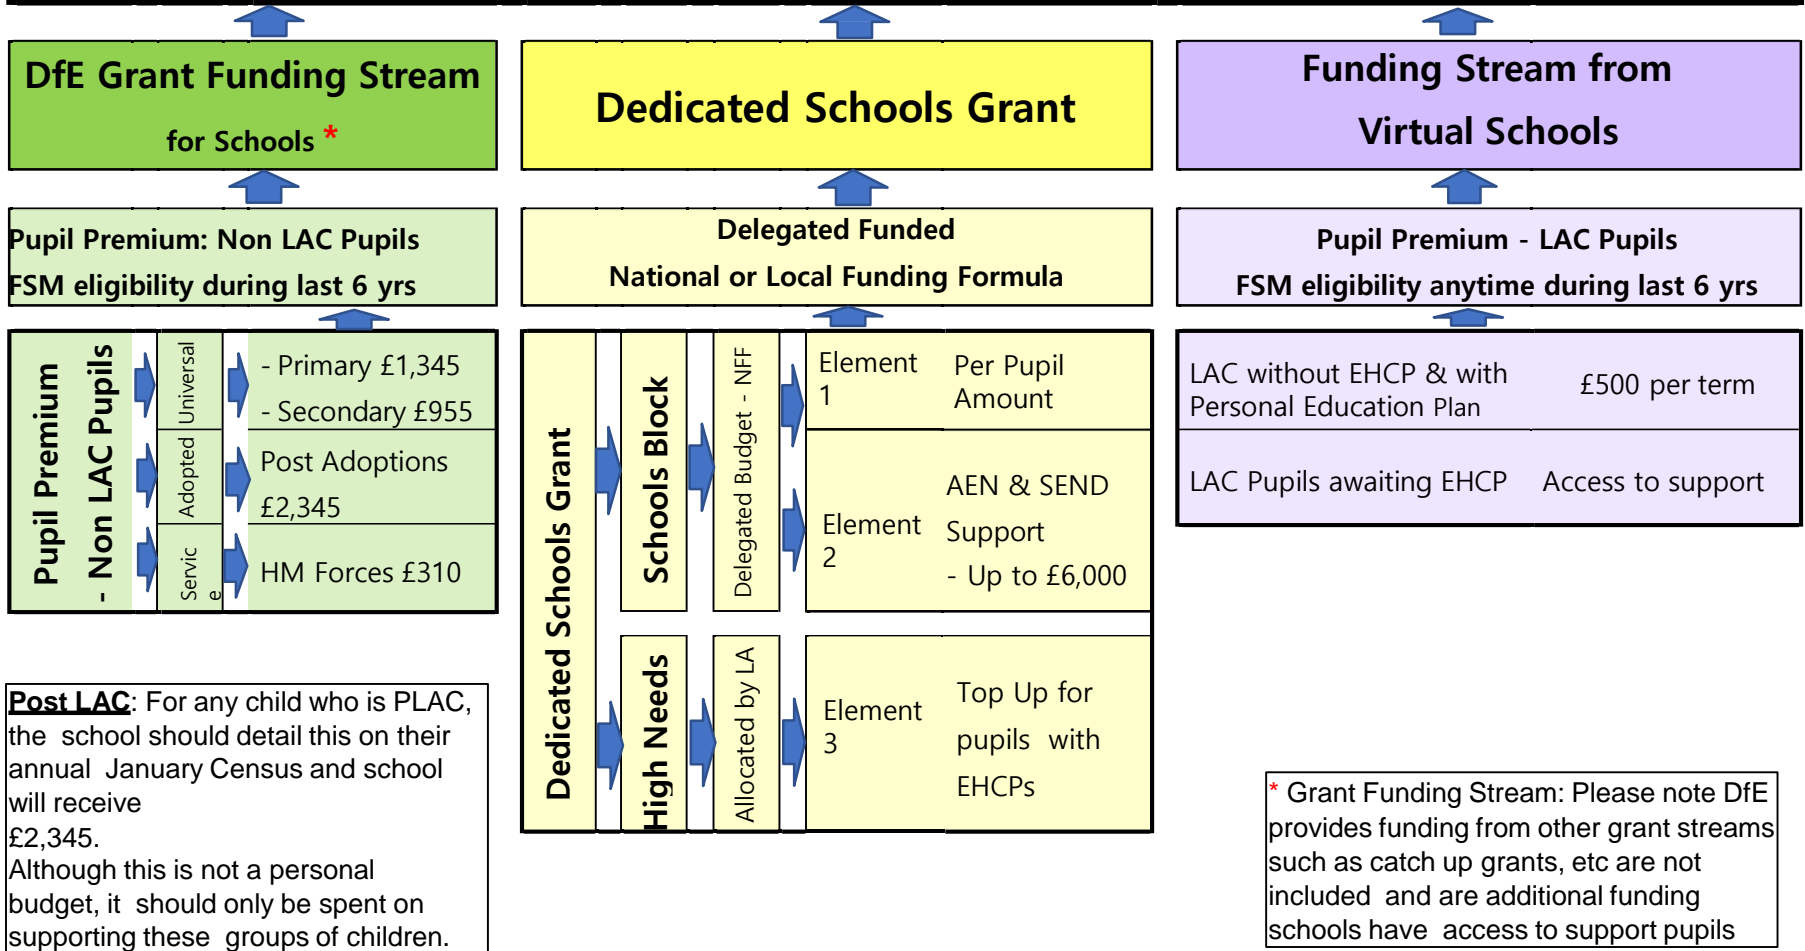 DfE Grant Funding Stream
for Schools *
Dedicated Schools Grant
Funding Stream from
Virtual Schools
Pupil Premium: Non LAC Pupils
FSM eligibility during last 6 yrs
Delegated Funded
National or Local Funding Formula
Pupil Premium - LAC Pupils
FSM eligibility anytime during last 6 yrs
Pupil Premium
- Non LAC Pupils
Universal
- Primary £1,345
- Secondary £955
Adopted
Post Adoptions
£2,345
Servic
e
HM Forces £310
Dedicated Schools Grant
Schools Block
Delegated Budget - NFF
Element
1
Per Pupil
Amount
Element
2
AEN & SEND
Support
- Up to £6,000
High Needs
Allocated by LA
Element
3
Top Up for
pupils with
EHCPs
LAC without EHCP & with
Personal Education Plan
£500 per term
LAC Pupils awaiting EHCP
Access to support
Post LAC: For any child who is PLAC,
the school should detail this on their
annual January Census and school
will receive
£2,345.
Although this is not a personal
budget, it should only be spent on
supporting these groups of children.
* Grant Funding Stream: Please note DfE
provides funding from other grant streams
such as catch up grants, etc are not
included and are additional funding
schools have access to support pupils